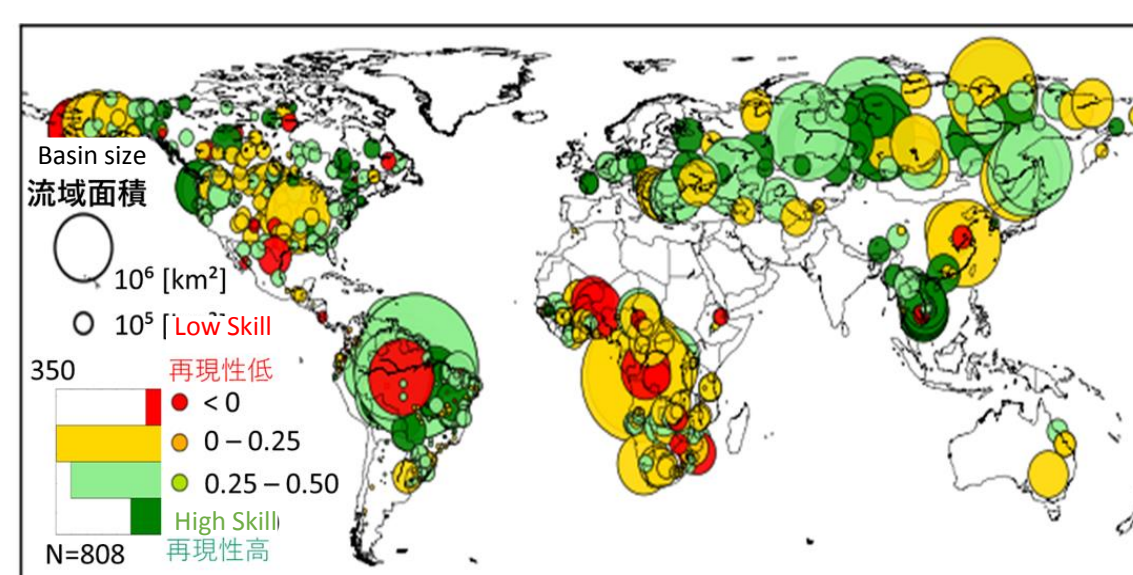 Basin size
流域面積
10⁶ [km²]
10⁵ [
Low Skill
350
再現性低
< 0
0 – 0.25
0.25 – 0.50
High Skill
N=808
再現性高